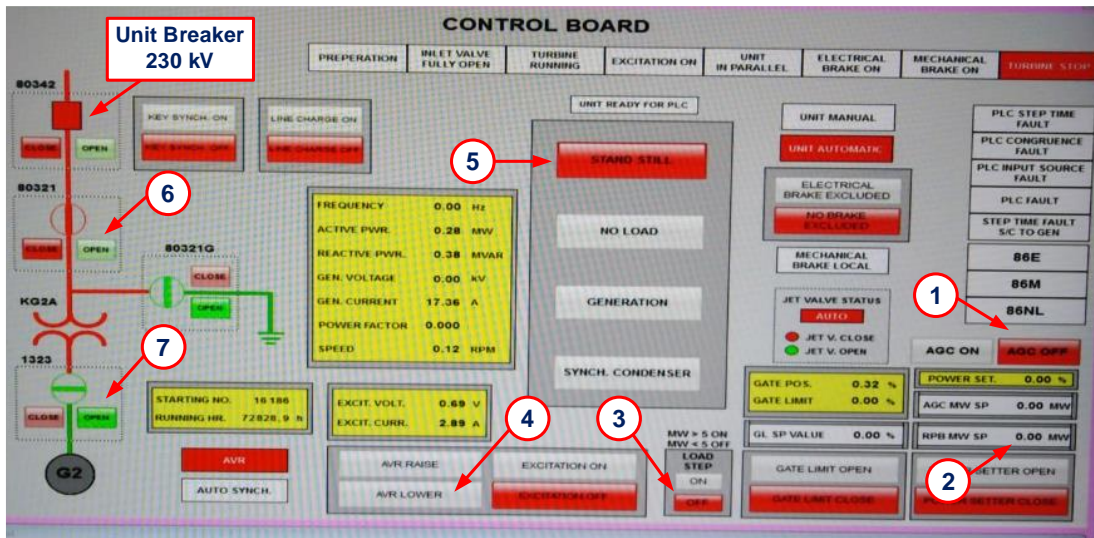 CONTROL BOARD
Unit Breaker
230 kV
PREPERATION
INLET VALVE
FULLY OPEN
TURBINE
RUNNING
EXCITATION ON
UNIT
IN PARALLEL
ELECTRICAL
BRAKE ON
MECHANICAL
BRAKE ON
TURBINE STOP
80342
CLOSE
OPEN
KEY SYNCH. ON
KEY SYNCH. OFF
LINE CHARGE ON
LINE CHARGE OFF
UNIT READY FOR PLC
5
STAND STILL
NO LOAD
GENERATION
SYNCH. CONDENSER
UNIT MANUAL
UNIT AUTOMATIC
ELECTRICAL
BRAKE EXCLUDED
NO BRAKE
EXCLUDED
MECHANICAL
BRAKE LOCAL
JET VALVE STATUS
AUTO
JET V. CLOSE
JET V. OPEN
PLC STEP TIME
FAULT
PLC CONGRUENCE
FAULT
PLC INPUT SOURCE
FAULT
PLC FAULT
STEP TIME FAULT
S/C TO GEN
86E
86M
86NL
1
AGC ON
AGC OFF
80321
6
CLOSE
OPEN
80321G
CLOSE
OPEN
KG2A
7
1323
CLOSE
OPEN
G2
FREQUENCY 0.00 Hz
ACTIVE PWR. 0.28 MW
REACTIVE PWR. 0.38 MVAR
GEN. VOLTAGE 0.00 kV
GEN. CURRENT 17.36 A
POWER FACTOR 0.000
SPEED 0.12 RPM
STARTING NO. 16186
RUNNING HR. 72828,9 h
EXCIT. VOLT. 0.69 V
EXCIT. CURR. 2.89 A
4
AVR
AUTO SYNCH.
AVR RAISE
AVR LOWER
EXCITATION ON
EXCITATION OFF
3
MW > 5 ON
MW < 5 OFF
LOAD
STEP
ON
OFF
GATE POS. 0.32 %
GATE LIMIT 0.00 %
GL SP VALUE 0.00 %
GATE LIMIT OPEN
GATE LIMIT CLOSE
POWER SET. 0.00 %
AGC MW SP 0.00 MW
RPB MW SP 0.00 MW
2
SETTER OPEN
SETTER CLOSE